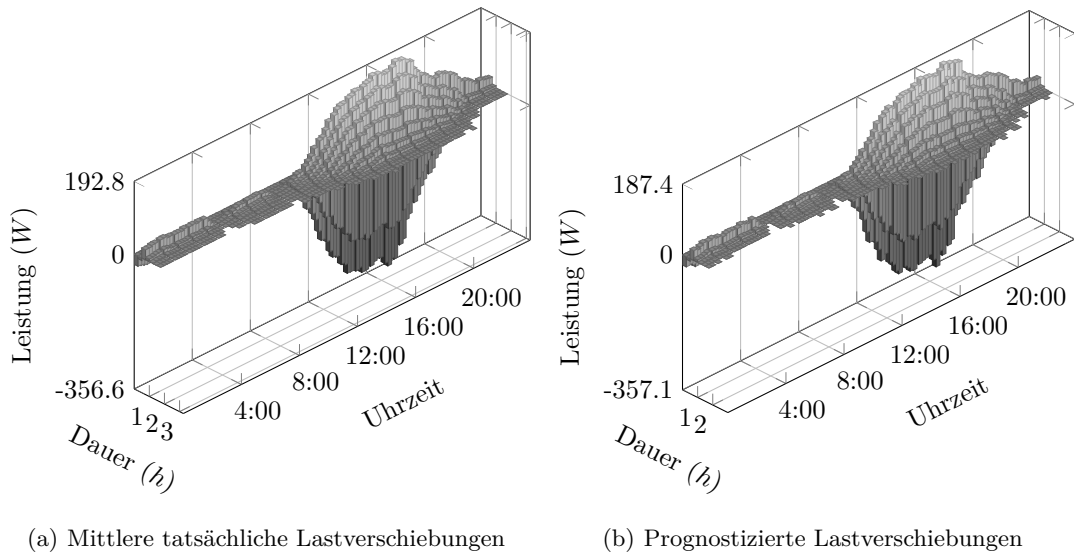 192.8
0
-356.6
Leistung (W)
1 2 3
Dauer (h)
4:00
8:00
12:00
16:00
20:00
Uhrzeit
(a) Mittlere tatsächliche Lastverschiebungen
187.4
0
-357.1
Leistung (W)
1 2
Dauer (h)
4:00
8:00
12:00
16:00
20:00
Uhrzeit
(b) Prognostizierte Lastverschiebungen